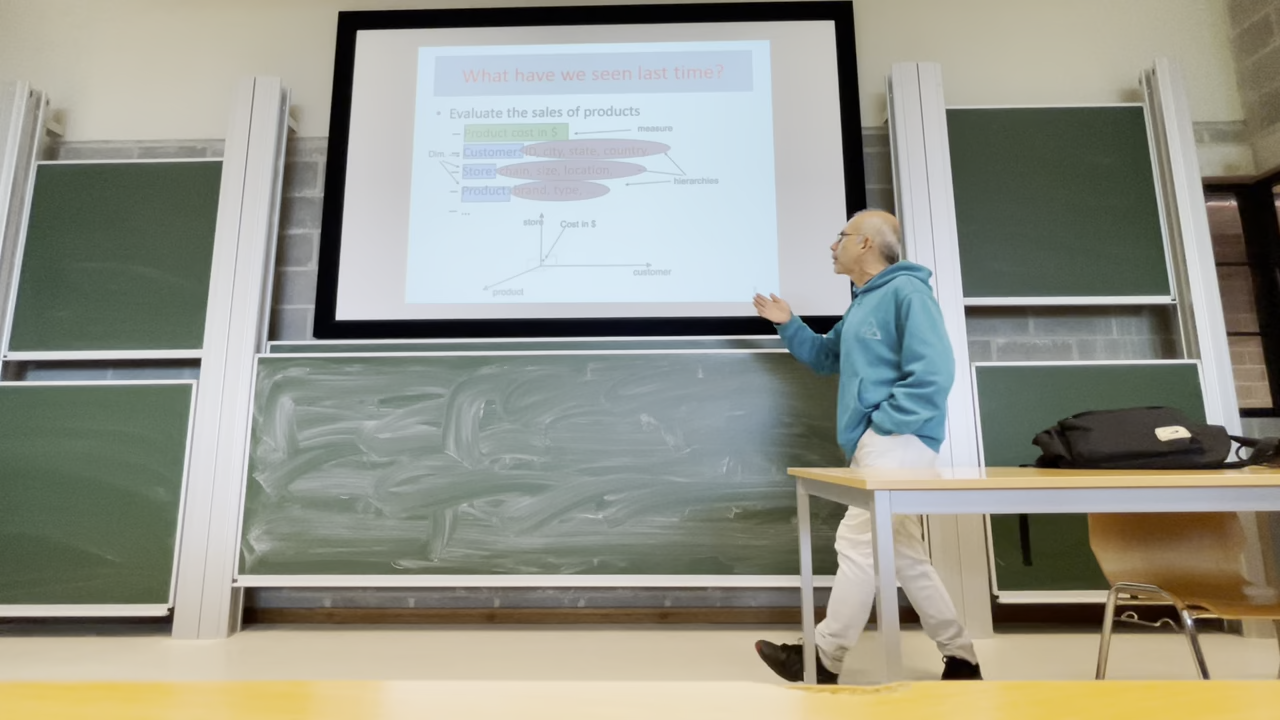 What have we seen last time?
• Evaluate the sales of products
– Product cost in $
measure
– Customer: ID, city, state, country,
Dim.
– Store: chain, size, location,
hierarchies
– Product: brand, type,
– ...
store
Cost in $
customer
product